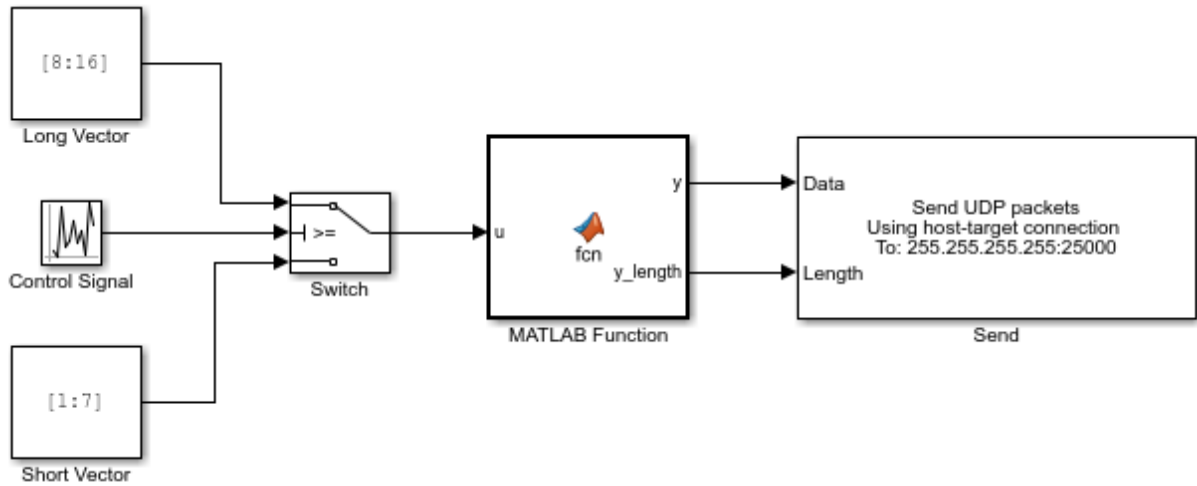 [8:16]
Long Vector
Control Signal
>=
Switch
[1:7]
Short Vector
u
fcn
y
y_length
MATLAB Function
Data
Length
Send UDP packets
Using host-target connection
To: 255.255.255.255:25000
Send